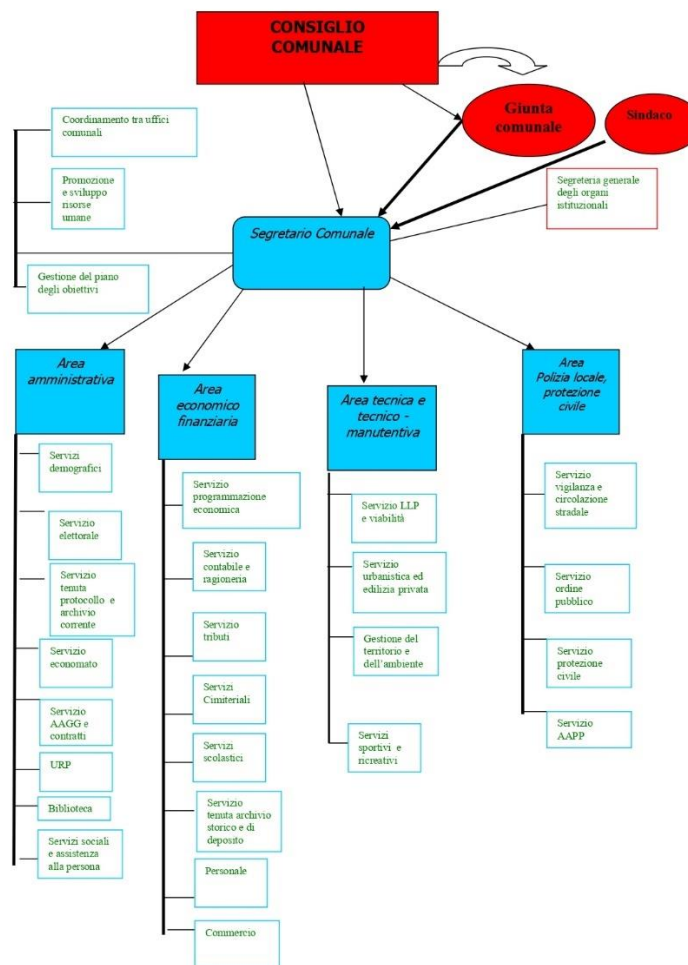 CONSIGLIO
COMUNALE
Giunta
comunale
Sindaco
Coordinamento tra uffici
comunali
Promozione
e sviluppo
risorse
umane
Segreteria generale
degli organi
istituzionali
Segretario Comunale
Gestione del piano
degli obiettivi
Area
amministrativa
Servizi
demografici
Servizio
elettorale
Servizio
tenuta
protocollo e
archivio
corrente
Servizio
economato
Servizio
AAGG e
contratti
URP
Biblioteca
Servizi sociali
e assistenza
alla persona
Area
economico
finanziaria
Servizio
programmazione
economica
Servizio
contabile e
ragioneria
Servizio
tributi
Servizi
Cimiteriali
Servizi
scolastici
Servizio
tenuta archivio
storico e di
deposito
Personale
Commercio
Area tecnica e
tecnico -
manutentiva
Servizio LLP
e viabilità
Servizio
urbanistica ed
edilizia privata
Gestione del
territorio e
dell'ambiente
Servizi
sportivi e
ricreativi
Area
Polizia locale,
protezione
civile
Servizio
vigilanza e
circolazione
stradale
Servizio
ordine
pubblico
Servizio
protezione
civile
Servizio
AAPP